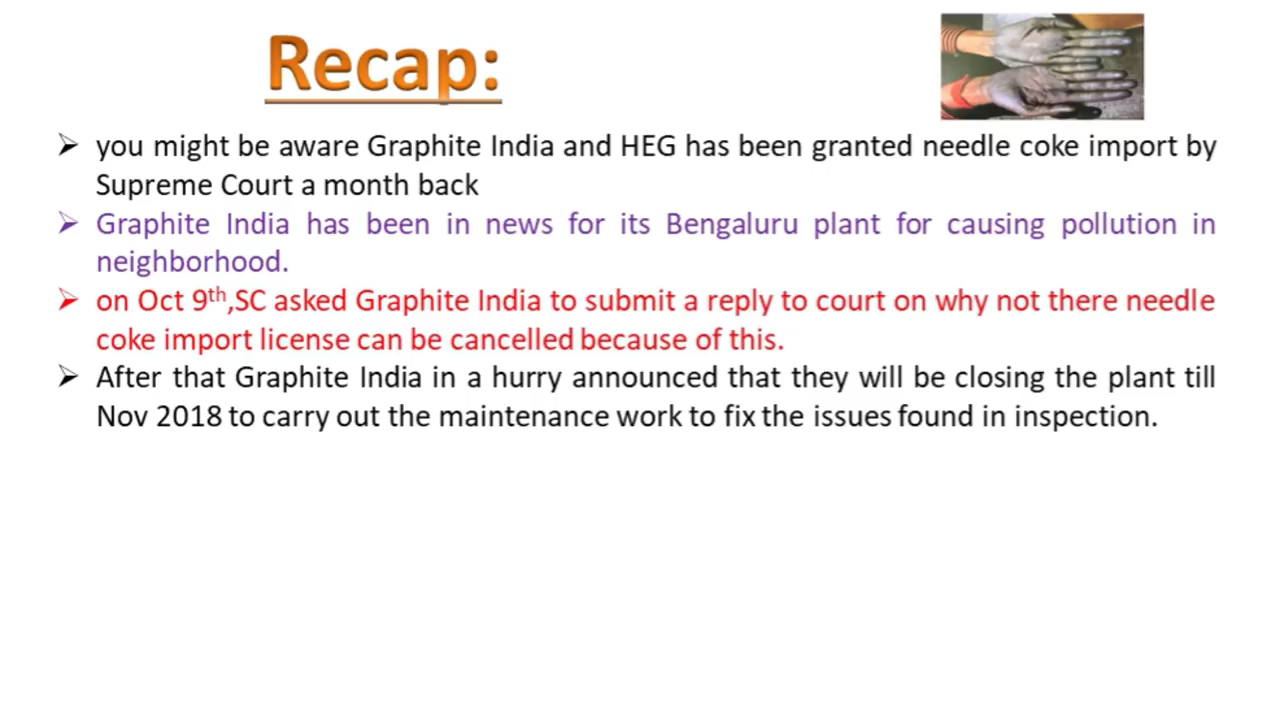 Recap:
➢ you might be aware Graphite India and HEG has been granted needle coke import by
Supreme Court a month back
➢ Graphite India has been in news for its Bengaluru plant for causing pollution in
neighborhood.
➢ on Oct 9th,SC asked Graphite India to submit a reply to court on why not there needle
coke import license can be cancelled because of this.
➢ After that Graphite India in a hurry announced that they will be closing the plant till
Nov 2018 to carry out the maintenance work to fix the issues found in inspection.